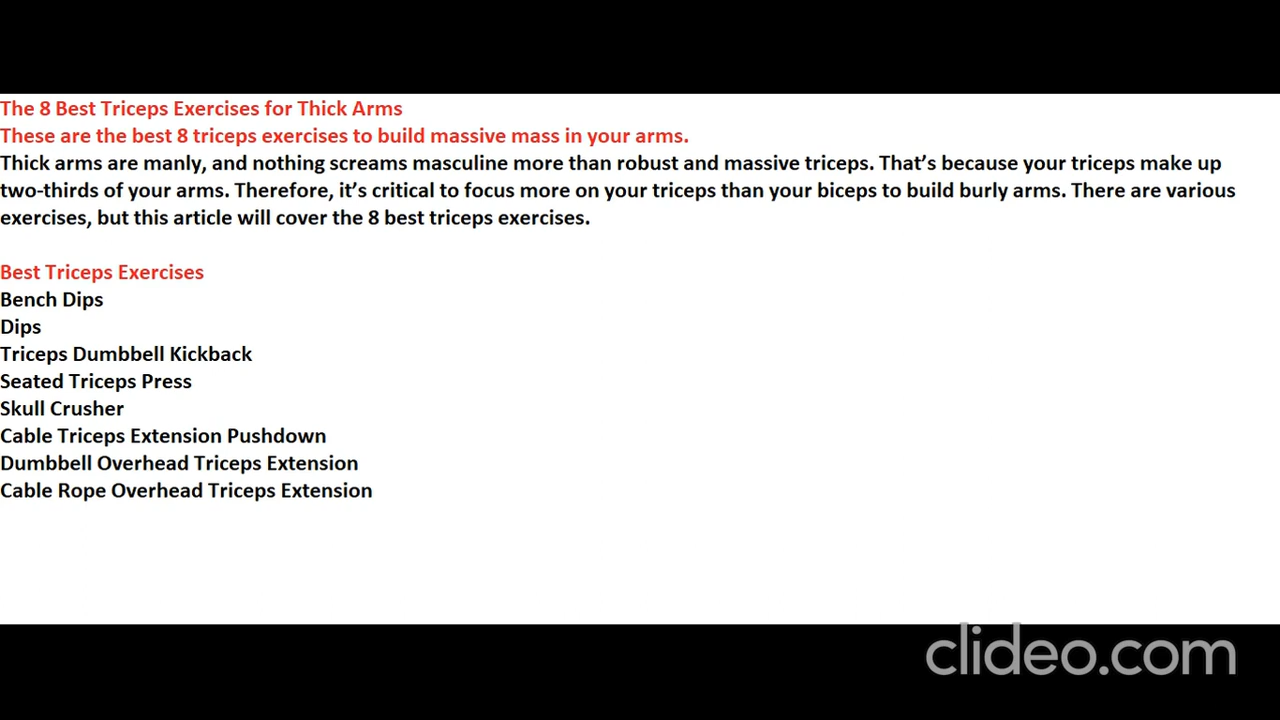 The 8 Best Triceps Exercises for Thick Arms
These are the best 8 triceps exercises to build massive mass in your arms.
Thick arms are manly, and nothing screams masculine more than robust and massive triceps. That’s because your triceps make up
two-thirds of your arms. Therefore, it’s critical to focus more on your triceps than your biceps to build burly arms. There are various
exercises, but this article will cover the 8 best triceps exercises.
Best Triceps Exercises
Bench Dips
Dips
Triceps Dumbbell Kickback
Seated Triceps Press
Skull Crusher
Cable Triceps Extension Pushdown
Dumbbell Overhead Triceps Extension
Cable Rope Overhead Triceps Extension
clideo.com